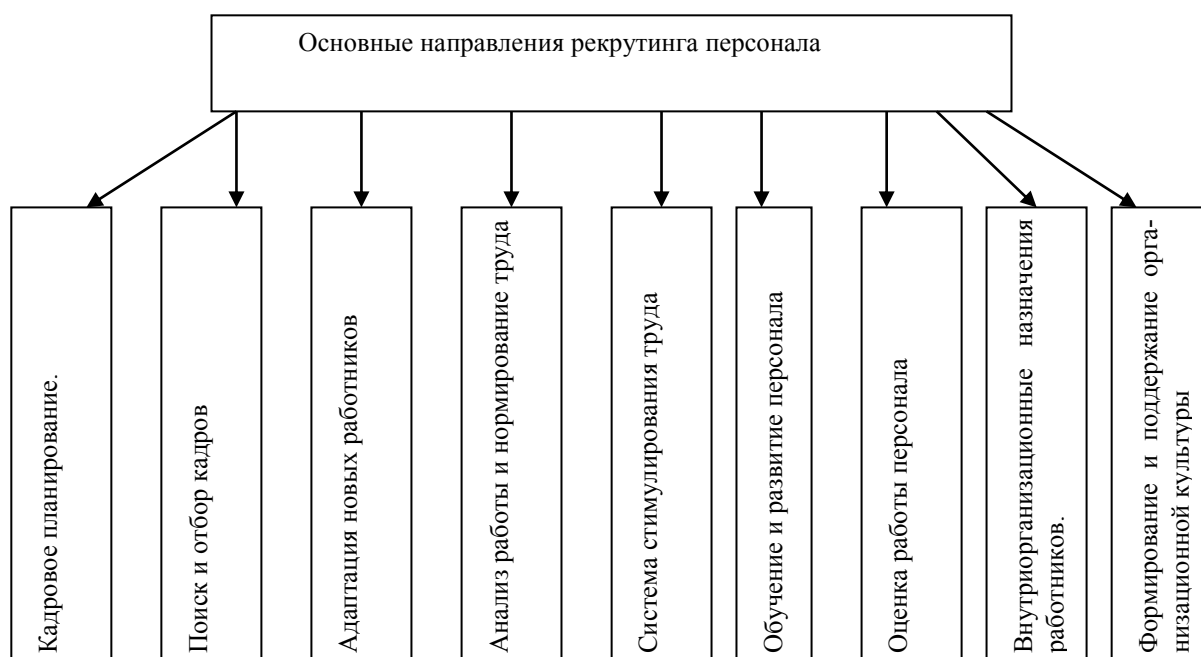 Основные направления рекрутинга персонала
Кадровое планирование.
Поиск и отбор кадров
Адаптация новых работников
Анализ работы и нормирование труда
Система стимулирования труда
Обучение и развитие персонала
Оценка работы персонала
Внутриорганизационные назначения
работников.
Формирование и поддержание орга-
низационной культуры